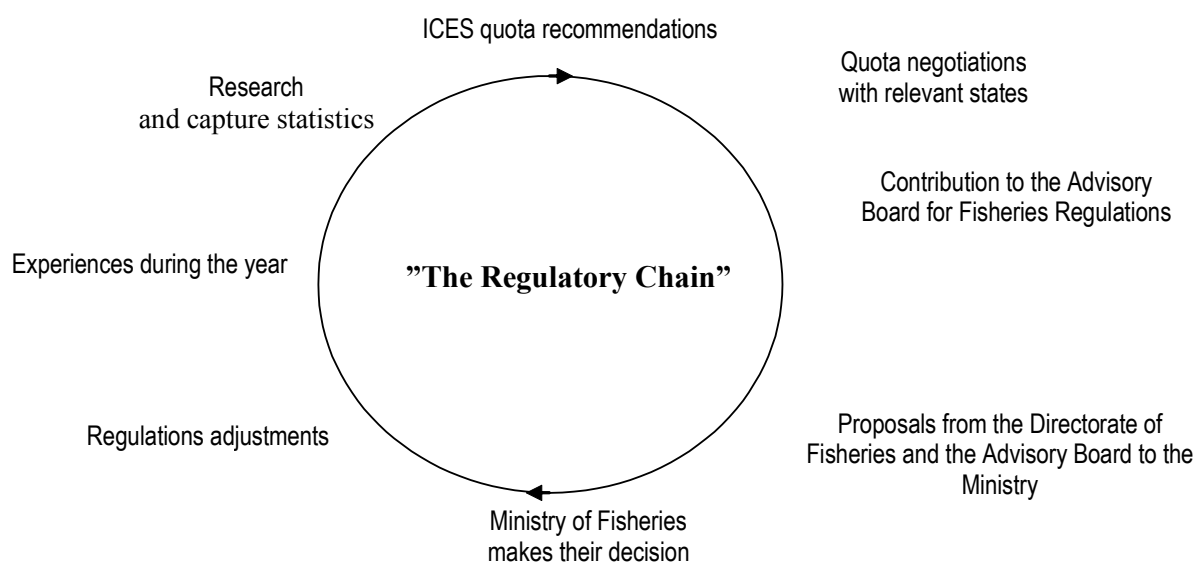 ICES quota recommendations
Quota negotiations
with relevant states
Research
and capture statistics
Contribution to the Advisory
Board for Fisheries Regulations
Experiences during the year
”The Regulatory Chain”
Regulations adjustments
Proposals from the Directorate of
Fisheries and the Advisory Board to the
Ministry
Ministry of Fisheries
makes their decision